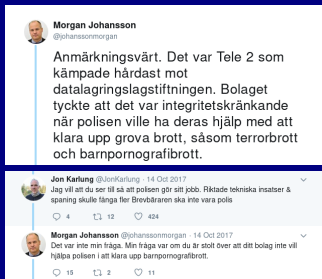 Morgan Johansson
@johanssonmorgan
Anmärkningsvärt. Det var Tele 2 som
kämpade hårdast mot
datalagringslagstiftningen. Bolaget
tyckte att det var integritetskränkande
när polisen ville ha deras hjälp med att
klara upp grova brott, såsom terrorbrott
och barnpornografibrott.
Jon Karlung @JonKarlung · 14 Oct 2017
Jag vill att du ser till så att polisen gör sitt jobb. Riktade tekniska insatser &
spaning skulle fånga fler Brevbäraren ska inte vara polis
4 12 424
Morgan Johansson @johanssonmorgan · 14 Oct 2017
Det var inte min fråga. Min fråga var om du är stolt över att ditt bolag inte vill
hjälpa polisen i att klara upp barnpornografibrott.
15 2 11